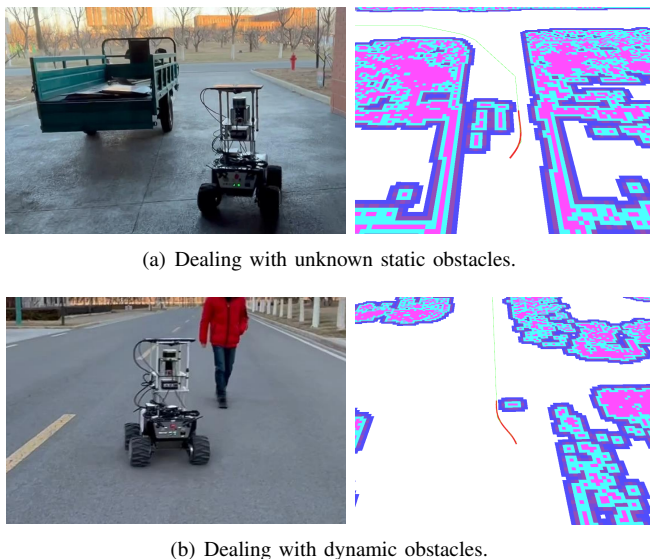 (a) Dealing with unknown static obstacles.
(b) Dealing with dynamic obstacles.